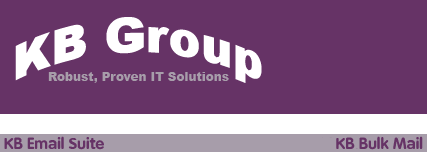 KB Group
Robust, Proven IT Solutions
KB Email Suite
KB Bulk Mail